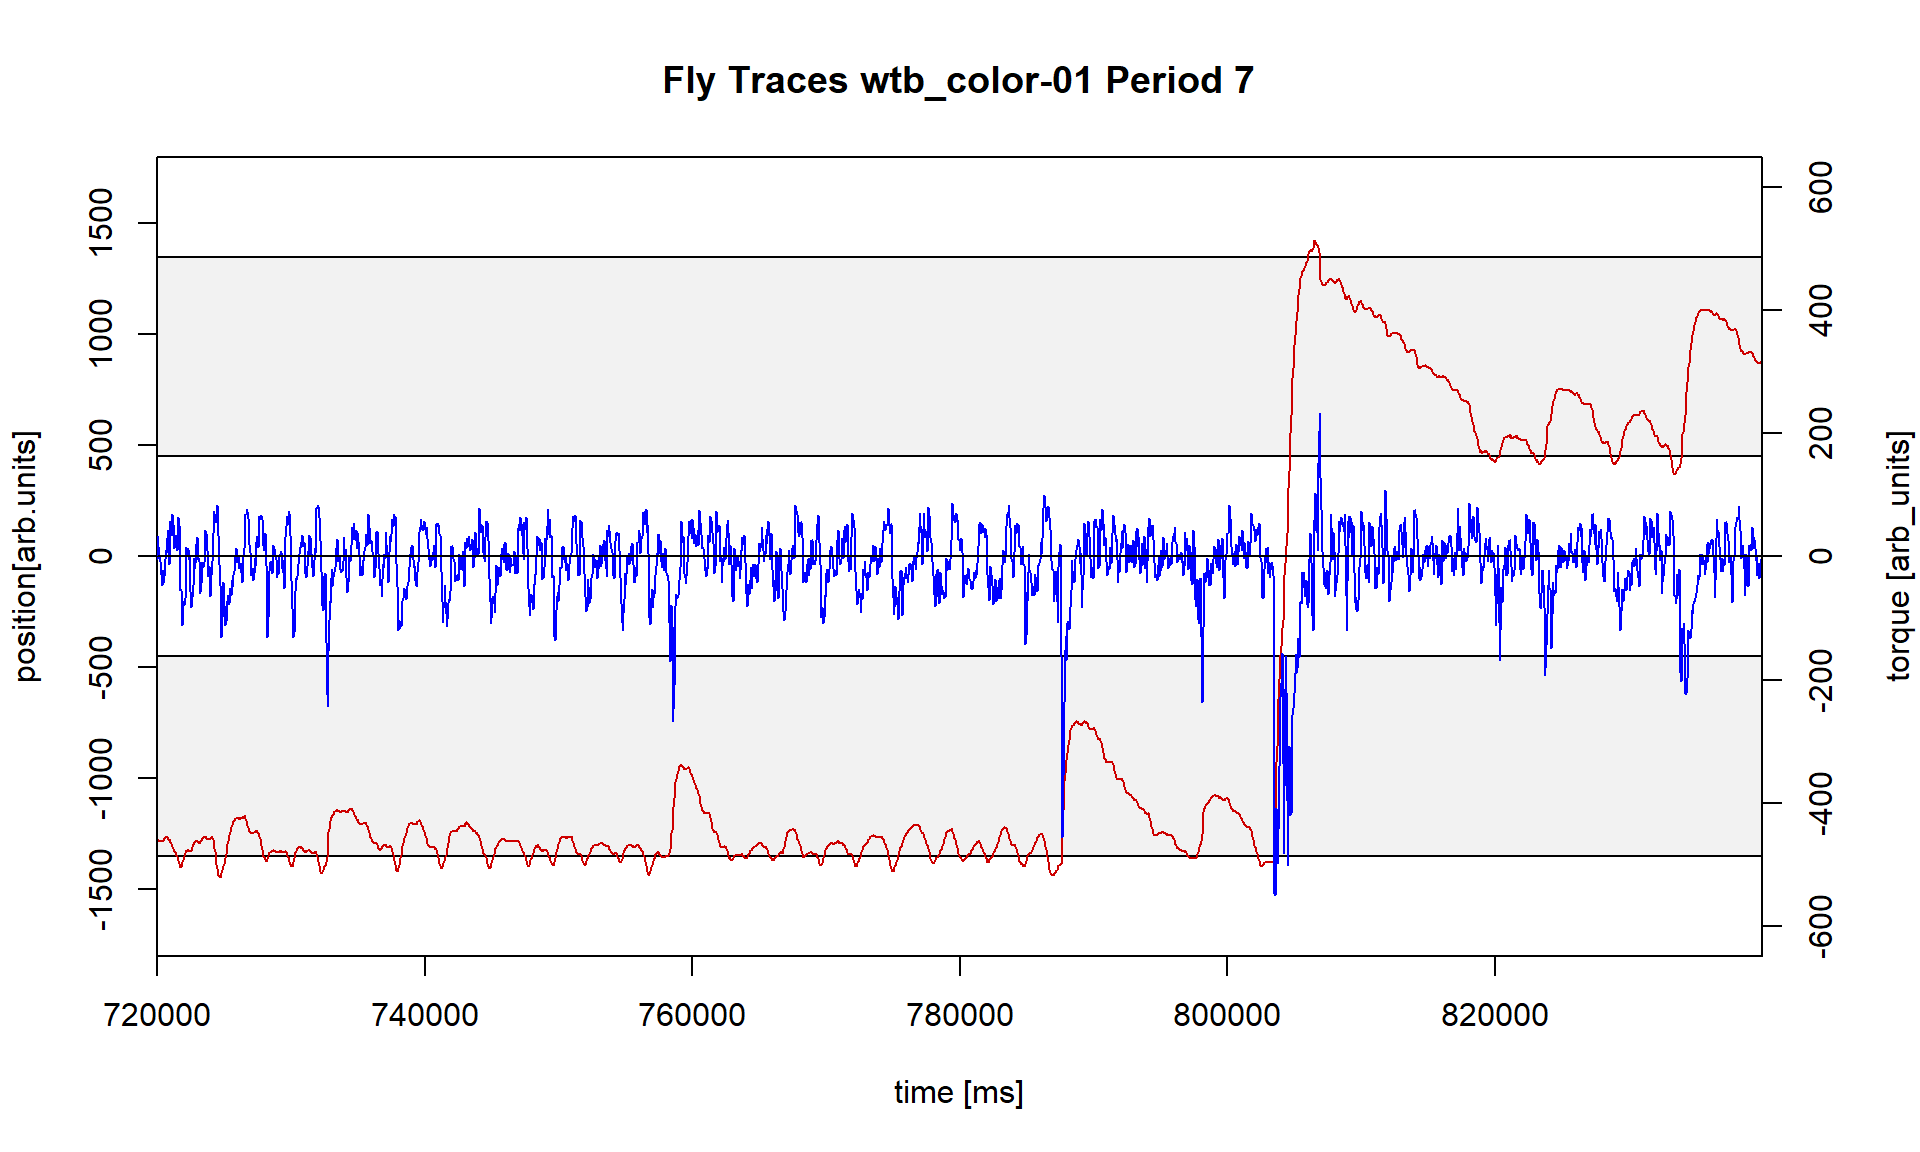 Fly Traces wtb_color-01 Period 7
position[arb.units]
1500
1000
500
0
-500
-1000
-1500
600
400
200
0
-200
-400
-600
torque [arb_units]
720000 740000 760000 780000 800000 820000
time [ms]